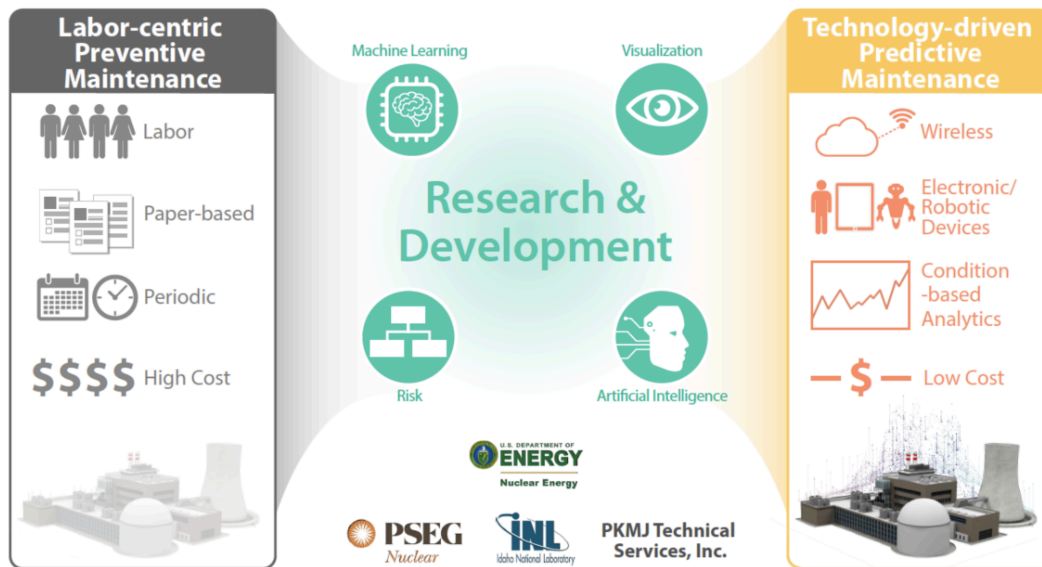 Labor-centric
Preventive
Maintenance
Labor
Paper-based
Periodic
$$$$ High Cost
Machine Learning
Visualization
Research &
Development
Risk
Artificial Intelligence
U.S. DEPARTMENT OF
ENERGY
Nuclear Energy
PSEG
Nuclear
INL
Idaho National Laboratory
PKMJ Technical
Services, Inc.
Technology-driven
Predictive
Maintenance
Wireless
Electronic/
Robotic
Devices
Condition
-based
Analytics
$ Low Cost